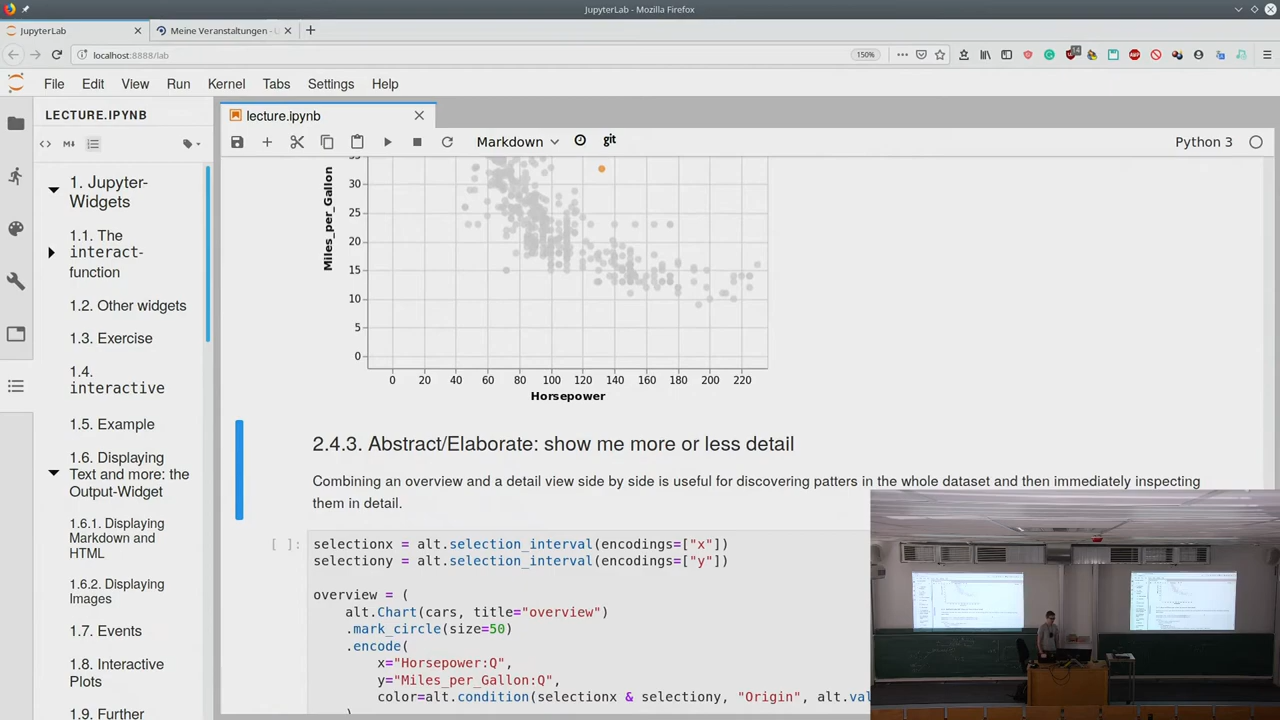 JupyterLab - Mozilla Firefox
JupyterLab
Meine Veranstaltungen -
localhost:8888/lab
150%
14
ABP
File Edit View Run Kernel Tabs Settings Help
LECTURE.IPYNB
lecture.ipynb
Markdown
git
Python 3
1. Jupyter-
Widgets
1.1. The
interact-
function
1.2. Other widgets
1.3. Exercise
1.4.
interactive
1.5. Example
1.6. Displaying
Text and more: the
Output-Widget
1.6.1. Displaying
Markdown and
HTML
1.6.2. Displaying
Images
1.7. Events
1.8. Interactive
Plots
1.9. Further
Miles_per_Gallon
35
30
25
20
15
10
5
0
0 20 40 60 80 100 120 140 160 180 200 220
Horsepower
2.4.3. Abstract/Elaborate: show me more or less detail
Combining an overview and a detail view side by side is useful for discovering patters in the whole dataset and then immediately inspecting
them in detail.
[ ]:
selectionx = alt.selection_interval(encodings=["x"])
selectiony = alt.selection_interval(encodings=["y"])
overview = (
alt.Chart(cars, title="overview")
.mark_circle(size=50)
.encode(
x="Horsepower:Q",
y="Miles_per_Gallon:Q",
color=alt.condition(selectionx & selectiony, "Origin", alt.val
)